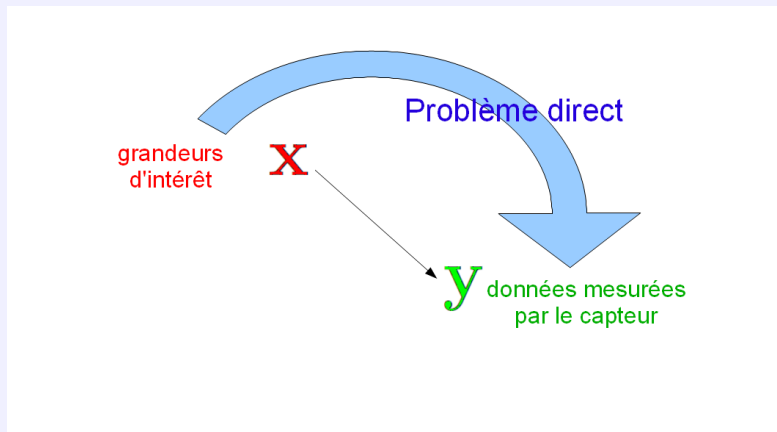 Problème direct
grandeurs
d'intérêt
x
y
données mesurées
par le capteur